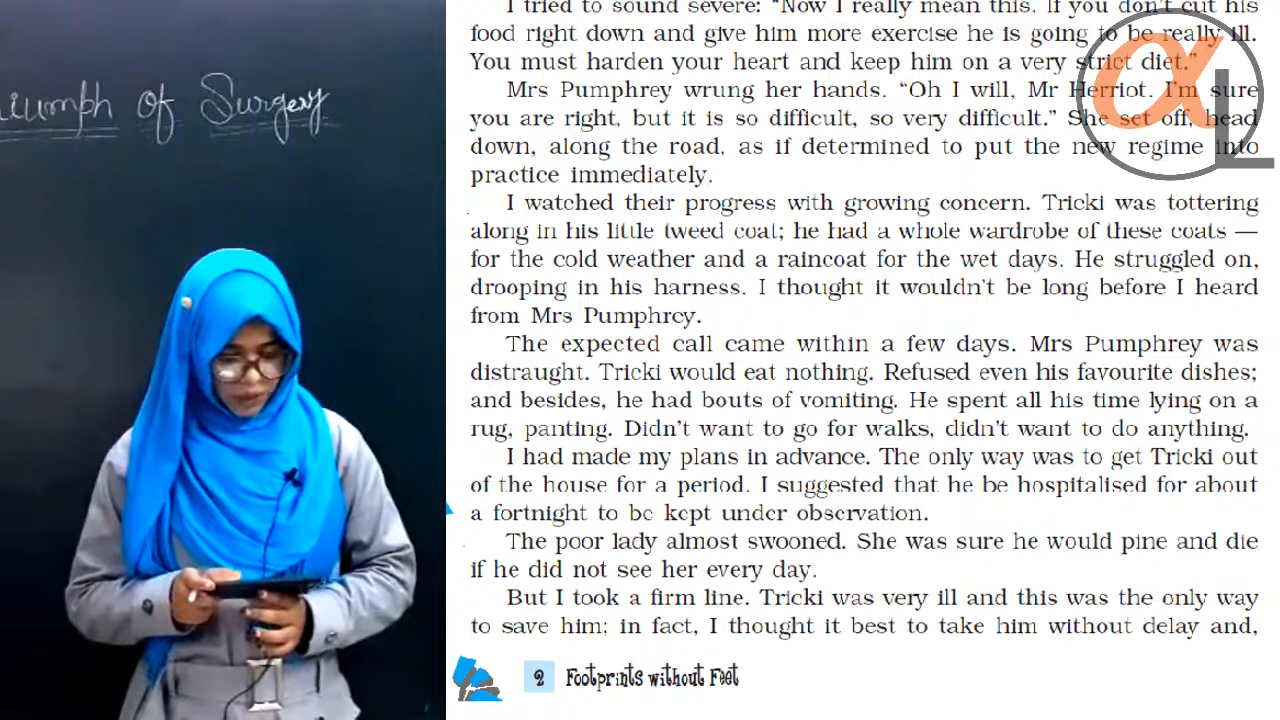 riumph of Surgery
I tried to sound severe: “Now I really mean this. If you don’t cut his
food right down and give him more exercise he is going to be really ill.
You must harden your heart and keep him on a very strict diet.”
Mrs Pumphrey wrung her hands. “Oh I will, Mr Herriot. I’m sure
you are right, but it is so difficult, so very difficult.” She set off, head
down, along the road, as if determined to put the new regime into
practice immediately.
I watched their progress with growing concern. Tricki was tottering
along in his little tweed coat; he had a whole wardrobe of these coats —
for the cold weather and a raincoat for the wet days. He struggled on,
drooping in his harness. I thought it wouldn’t be long before I heard
from Mrs Pumphrey.
The expected call came within a few days. Mrs Pumphrey was
distraught. Tricki would eat nothing. Refused even his favourite dishes;
and besides, he had bouts of vomiting. He spent all his time lying on a
rug, panting. Didn’t want to go for walks, didn’t want to do anything.
I had made my plans in advance. The only way was to get Tricki out
of the house for a period. I suggested that he be hospitalised for about
a fortnight to be kept under observation.
The poor lady almost swooned. She was sure he would pine and die
if he did not see her every day.
But I took a firm line. Tricki was very ill and this was the only way
to save him; in fact, I thought it best to take him without delay and,
2 Footprints without Feet
αL